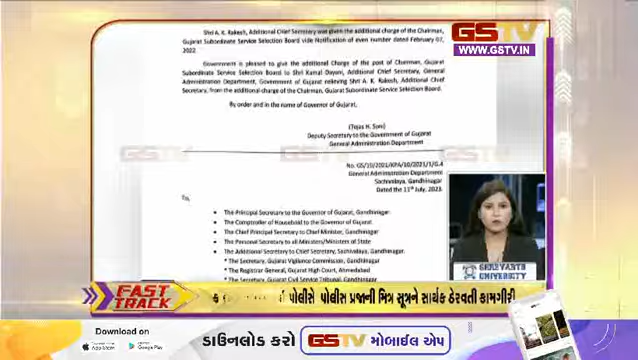 Shri A. K. Rakesh, Additional Chief Secretary was given the additional charge of the Chairman,
Gujarat Subordinate Service Selection Board vide Notification of even number dated February 07,
2022.
Government is pleased to give the additional Charge of the post of Chairman, Gujarat
Subordinate Service Selection Board to Shri Kamal Dayani, Additional Chief Secretary, General
Administration Department, Government of Gujarat relieving Shri A. K. Rakesh, Additional Chief
Secretary, from the additional charge of the Chairman, Gujarat Subordinate Service Selection Board.
By order and in the name of Governor of Gujarat,
(Tejas H. Soni)
Deputy Secretary to the Government of Gujarat
General Administration Department
General Administration Department
Sachivalaya, Gandhinagar
Dated the 11th July, 2023.
To,
• The Principal Secretary to the Governor of Gujarat, Gandhinagar
• The Comptroller of Household to the Governor of Gujarat.
• The Chief Principal Secretary to Chief Minister, Gandhinagar
• The Personal Secretary to all Ministers/Ministers of State
• The Additional Secretary to Chief Secretary, Sachivalaya, Gandhinagar.
* The Secretary, Gujarat Vigilance Commission, Gandhinagar
* The Registrar General, Gujarat High Court, Ahmedabad
* The Secretary Gujarat Civil Service Tribunal, Gandhinagar
GSTV
WWW.GSTV.IN
SHREYARTH
UNIVERSITY
FAST
TRACK
પોલીસે પોલીસ પ્રજાની મિત્ર સૂત્રને સાર્થક ઠેરવતી કામગીરી
Download on
App Store
Google Play
ડાઉનલોડ કરો GSTV મોબાઈલ એપ